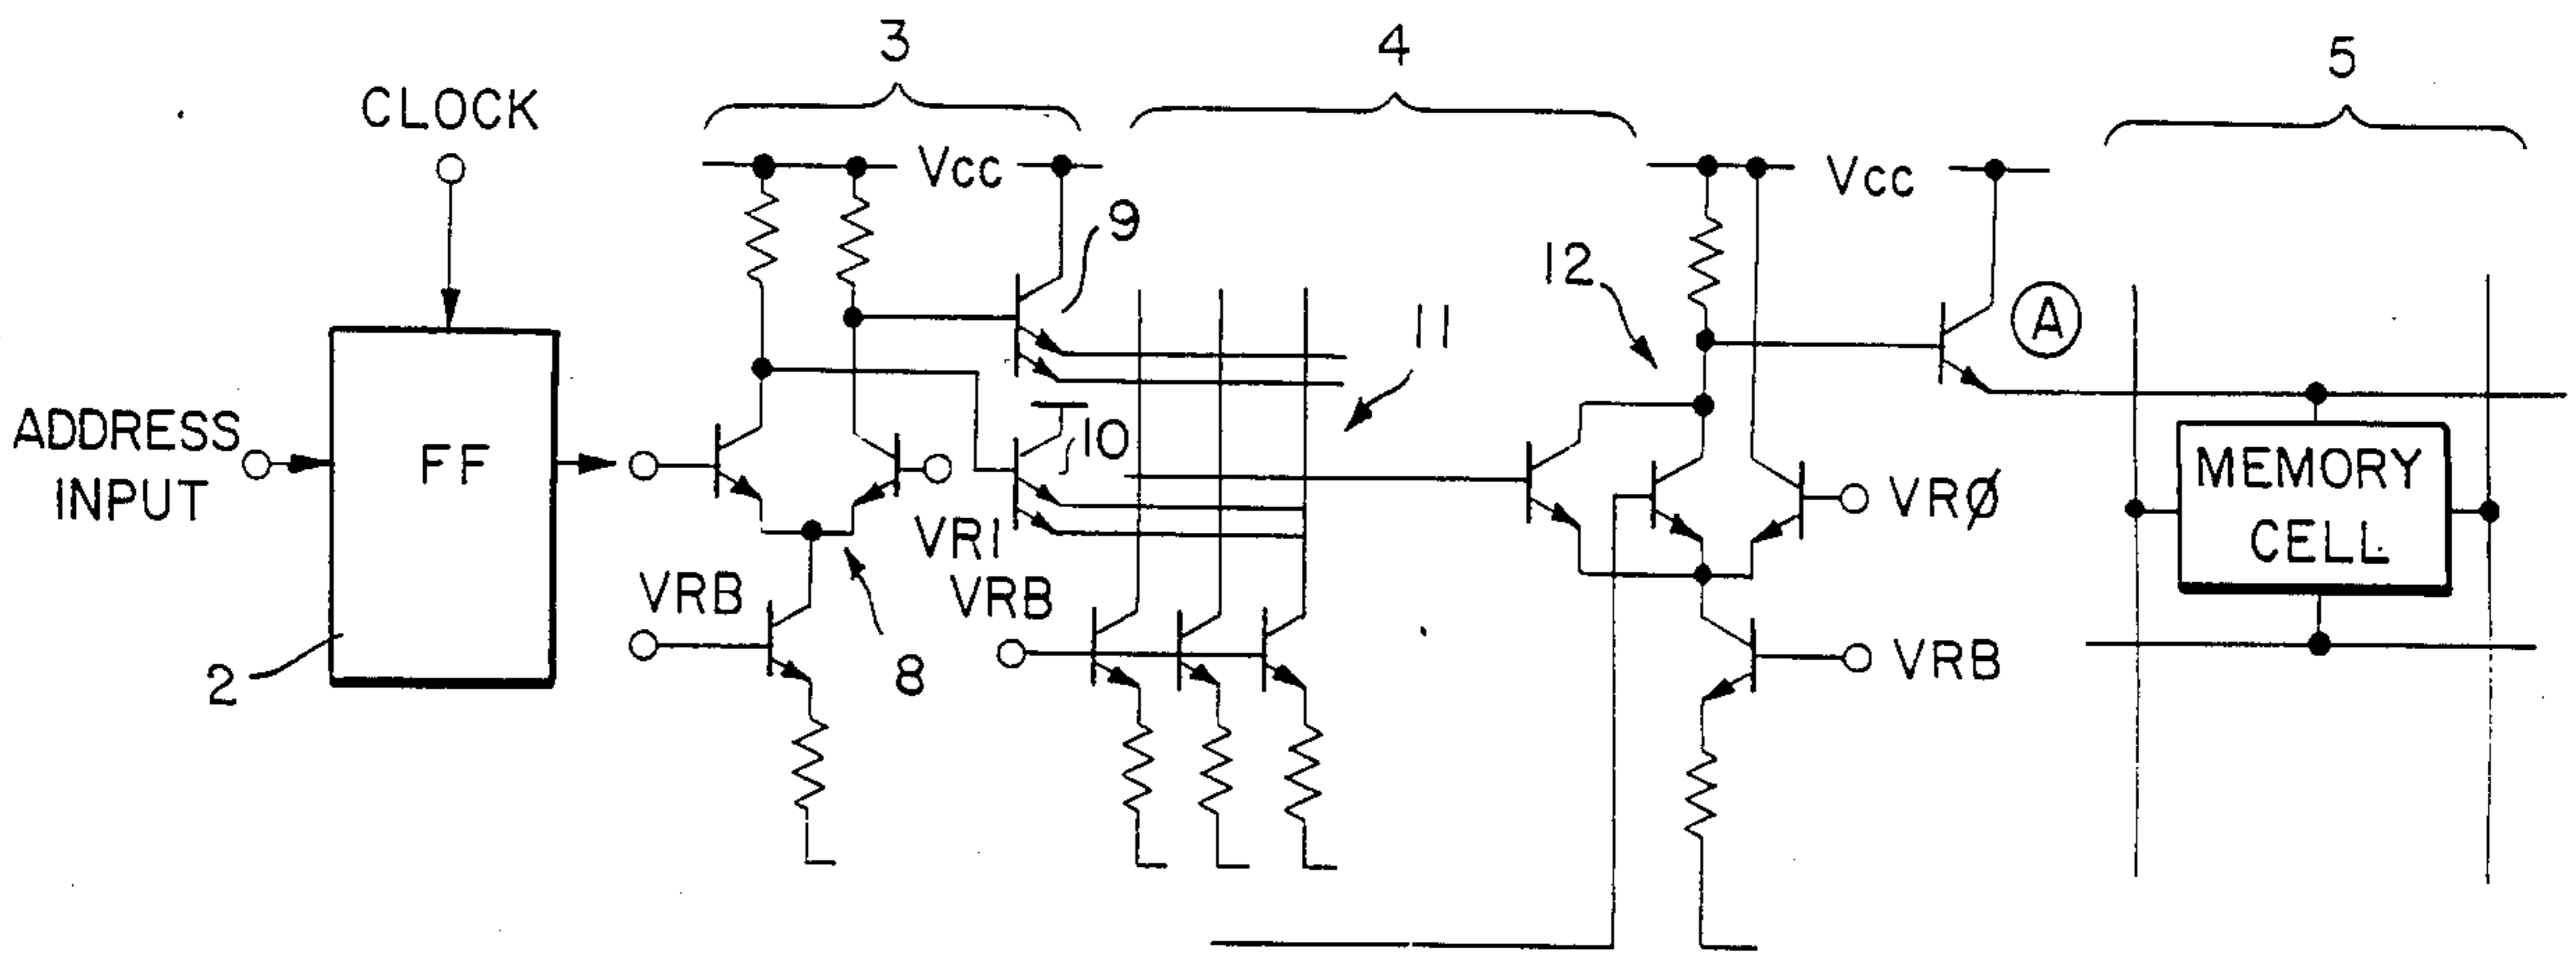 3
4
5
CLOCK
Vcc
Vcc
9
12
A
11
ADDRESS
INPUT
FF
10
MEMORY
CELL
VRØ
VR1
VRB
VRB
VRB
2
8